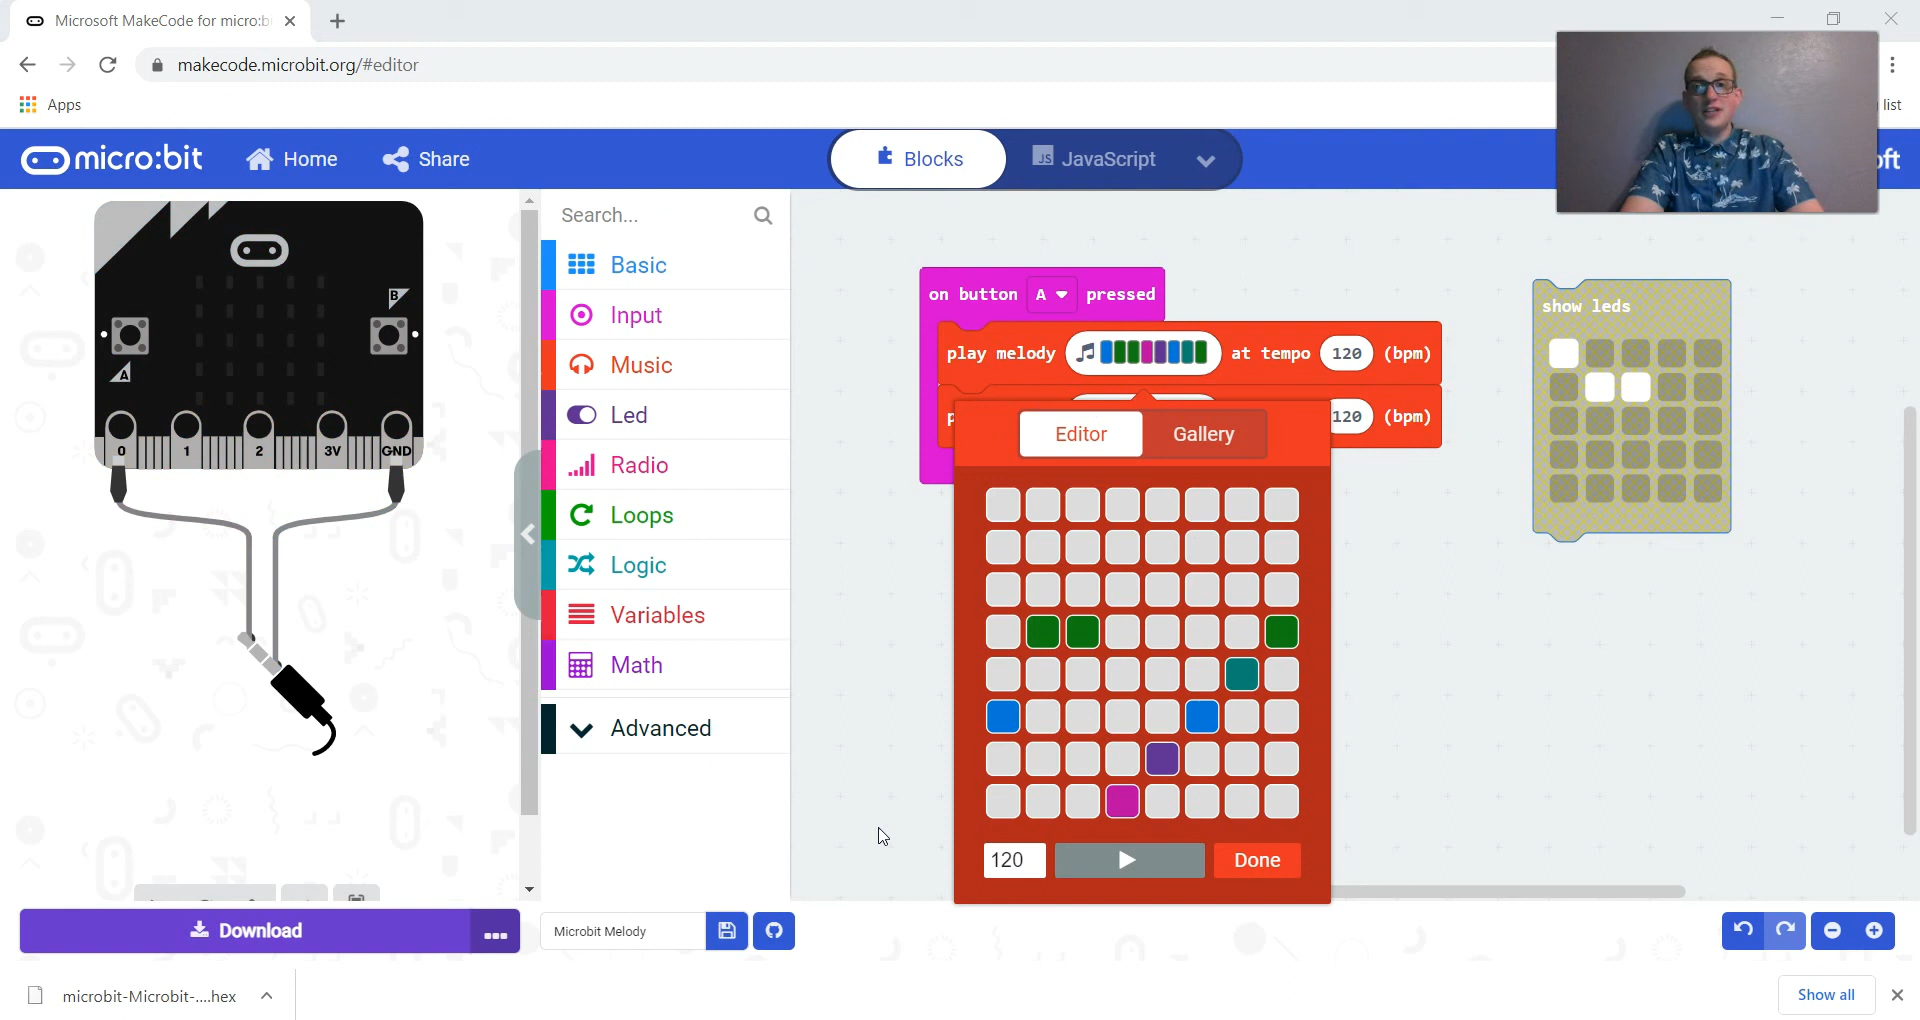 Microsoft MakeCode for micro:b
makecode.microbit.org/#editor
Apps
list
micro:bit
Home
Share
Blocks
JS
JavaScript
oft
Search...
Basic
Input
Music
Led
Radio
Loops
Logic
Variables
Math
Advanced
B
A
0
1
2
3V
GND
on button A pressed
play melody at tempo 120 (bpm)
120 (bpm)
Editor
Gallery
120
Done
show leds
Download
...
Microbit Melody
microbit-Microbit-....hex
Show all